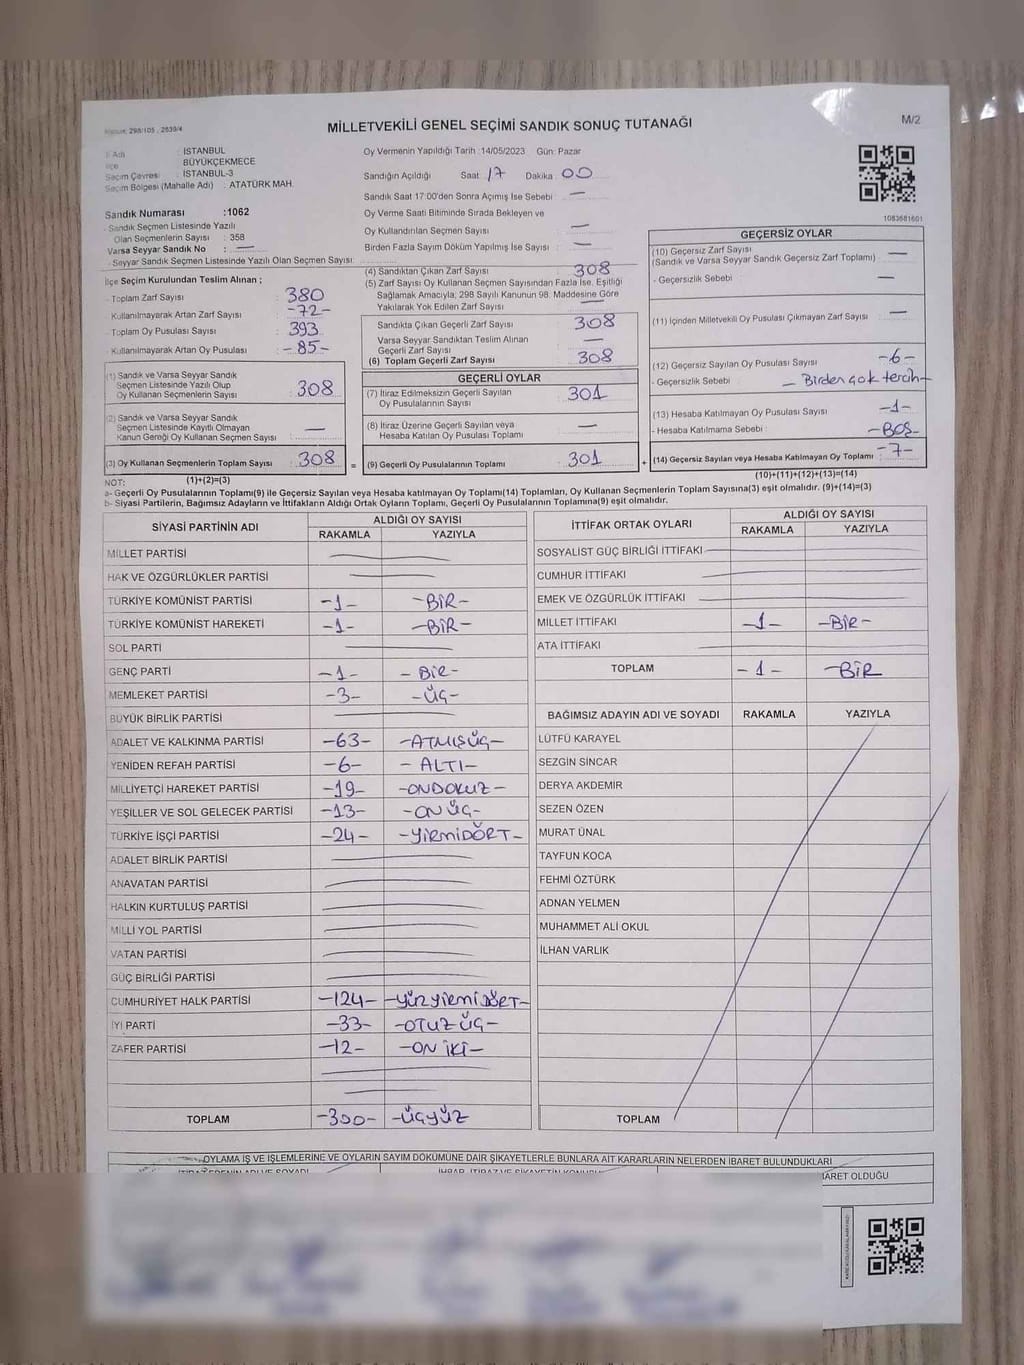 298/105 , 2839/4
MİLLETVEKİLİ GENEL SEÇİMİ SANDIK SONUÇ TUTANAĞI
M/2
İl Adı : İSTANBUL
İlçe : BÜYÜKÇEKMECE
Seçim Çevresi : İSTANBUL-3
Seçim Bölgesi (Mahalle Adı) : ATATÜRK MAH.
Oy Vermenin Yapıldığı Tarih : 14/05/2023 Gün: Pazar
Sandığın Açıldığı Saat : 17 Dakika : 00
Sandık Saat 17:00'den Sonra Açımış İse Sebebi : —
Oy Verme Saati Bitiminde Sırada Bekleyen ve
Oy Kullandırılan Seçmen Sayısı : —
Birden Fazla Sayım Döküm Yapılmış İse Sayısı : —
1083681601
Sandık Numarası :1062
- Sandık Seçmen Listesinde Yazılı
Olan Seçmenlerin Sayısı : 358
Varsa Seyyar Sandık No : —
- Seyyar Sandık Seçmen Listesinde Yazılı Olan Seçmen Sayısı:
İlçe Seçim Kurulundan Teslim Alınan ;
- Toplam Zarf Sayısı : 380
- Kullanılmayarak Artan Zarf Sayısı : -72-
- Toplam Oy Pusulası Sayısı : 393
- Kullanılmayarak Artan Oy Pusulası : -85-
(1) Sandık ve Varsa Seyyar Sandık
Seçmen Listesinde Yazılı Olup
Oy Kullanan Seçmenlerin Sayısı : 308
(2) Sandık ve Varsa Seyyar Sandık
Seçmen Listesinde Kayıtlı Olmayan
Kanun Gereği Oy Kullanan Seçmen Sayısı : —
(3) Oy Kullanan Seçmenlerin Toplam Sayısı : 308
(1)+(2)=(3)
(4) Sandıktan Çıkan Zarf Sayısı : 308
(5) Zarf Sayısı Oy Kullanan Seçmen Sayısından Fazla İse, Eşitliği
Sağlamak Amacıyla; 298 Sayılı Kanunun 98. Maddesine Göre
Yakılarak Yok Edilen Zarf Sayısı : —
Sandıkta Çıkan Geçerli Zarf Sayısı : 308
Varsa Seyyar Sandıktan Teslim Alınan
Geçerli Zarf Sayısı : —
(6) Toplam Geçerli Zarf Sayısı : 308
GEÇERLİ OYLAR
(7) İtiraz Edilmeksizin Geçerli Sayılan
Oy Pusulalarının Sayısı : 301
(8) İtiraz Üzerine Geçerli Sayılan veya
Hesaba Katılan Oy Pusulası Toplamı : —
= (9) Geçerli Oy Pusulalarının Toplamı : 301
GEÇERSİZ OYLAR
(10) Geçersiz Zarf Sayısı : —
(Sandık ve Varsa Seyyar Sandık Geçersiz Zarf Toplamı)
- Geçersizlik Sebebi : —
(11) İçinden Milletvekili Oy Pusulası Çıkmayan Zarf Sayısı : —
(12) Geçersiz Sayılan Oy Pusulası Sayısı : -6-
- Geçersizlik Sebebi : — Birden çok tercih-
(13) Hesaba Katılmayan Oy Pusulası Sayısı : -1-
- Hesaba Katılmama Sebebi : -BOŞ-
+ (14) Geçersiz Sayılan veya Hesaba Katılmayan Oy Toplamı : -7-
(10)+(11)+(12)+(13)=(14)
NOT:
a- Geçerli Oy Pusulalarının Toplamı(9) ile Geçersiz Sayılan veya Hesaba katılmayan Oy Toplamı(14) Toplamları, Oy Kullanan Seçmenlerin Toplam Sayısına(3) eşit olmalıdır. (9)+(14)=(3)
b- Siyasi Partilerin, Bağımsız Adayların ve İttifakların Aldığı Ortak Oyların Toplamı, Geçerli Oy Pusulalarının Toplamına(9) eşit olmalıdır.
SİYASİ PARTİNİN ADI ALDIĞI OY SAYISI
RAKAMLA YAZIYLA
MİLLET PARTİSİ —
HAK VE ÖZGÜRLÜKLER PARTİSİ —
TÜRKİYE KOMÜNİST PARTİSİ -1- -BİR-
TÜRKİYE KOMÜNİST HAREKETİ -1- -BİR-
SOL PARTİ —
GENÇ PARTİ -1- -BİR-
MEMLEKET PARTİSİ -3- -ÜÇ-
BÜYÜK BİRLİK PARTİSİ —
ADALET VE KALKINMA PARTİSİ -63- -ATMIŞÜÇ-
YENİDEN REFAH PARTİSİ -6- -ALTI-
MİLLİYETÇİ HAREKET PARTİSİ -19- -ONDOKUZ-
YEŞİLLER VE SOL GELECEK PARTİSİ -13- -ONÜÇ-
TÜRKİYE İŞÇİ PARTİSİ -24- -YİRMİDÖRT-
ADALET BİRLİK PARTİSİ —
ANAVATAN PARTİSİ —
HALKIN KURTULUŞ PARTİSİ —
MİLLİ YOL PARTİSİ —
VATAN PARTİSİ —
GÜÇ BİRLİĞİ PARTİSİ —
CUMHURİYET HALK PARTİSİ -124- -YÜZYİRMİDÖRT-
İYİ PARTİ -33- -OTUZ ÜÇ-
ZAFER PARTİSİ -12- -ON İKİ-
TOPLAM -300- -ÜÇYÜZ
İTTİFAK ORTAK OYLARI ALDIĞI OY SAYISI
RAKAMLA YAZIYLA
SOSYALİST GÜÇ BİRLİĞİ İTTİFAKI —
CUMHUR İTTİFAKI —
EMEK VE ÖZGÜRLÜK İTTİFAKI —
MİLLET İTTİFAKI -1- -BİR-
ATA İTTİFAKI —
TOPLAM -1- -BİR
BAĞIMSIZ ADAYIN ADI VE SOYADI RAKAMLA YAZIYLA
LÜTFÜ KARAYEL
SEZGİN SİNCAR
DERYA AKDEMİR
SEZEN ÖZEN
MURAT ÜNAL
TAYFUN KOCA
FEHMİ ÖZTÜRK
ADNAN YELMEN
MUHAMMET ALİ OKUL
İLHAN VARLIK
TOPLAM
OYLAMA İŞ VE İŞLEMLERİNE VE OYLARIN SAYIM DÖKÜMÜNE DAİR ŞİKAYETLERLE BUNLARA AİT KARARLARIN NELERDEN İBARET BULUNDUKLARI
İTİRAZ EDENİN ADI VE SOYADI İHBAR, İTİRAZ VE ŞİKAYETİN KONUSU İBARET OLDUĞU